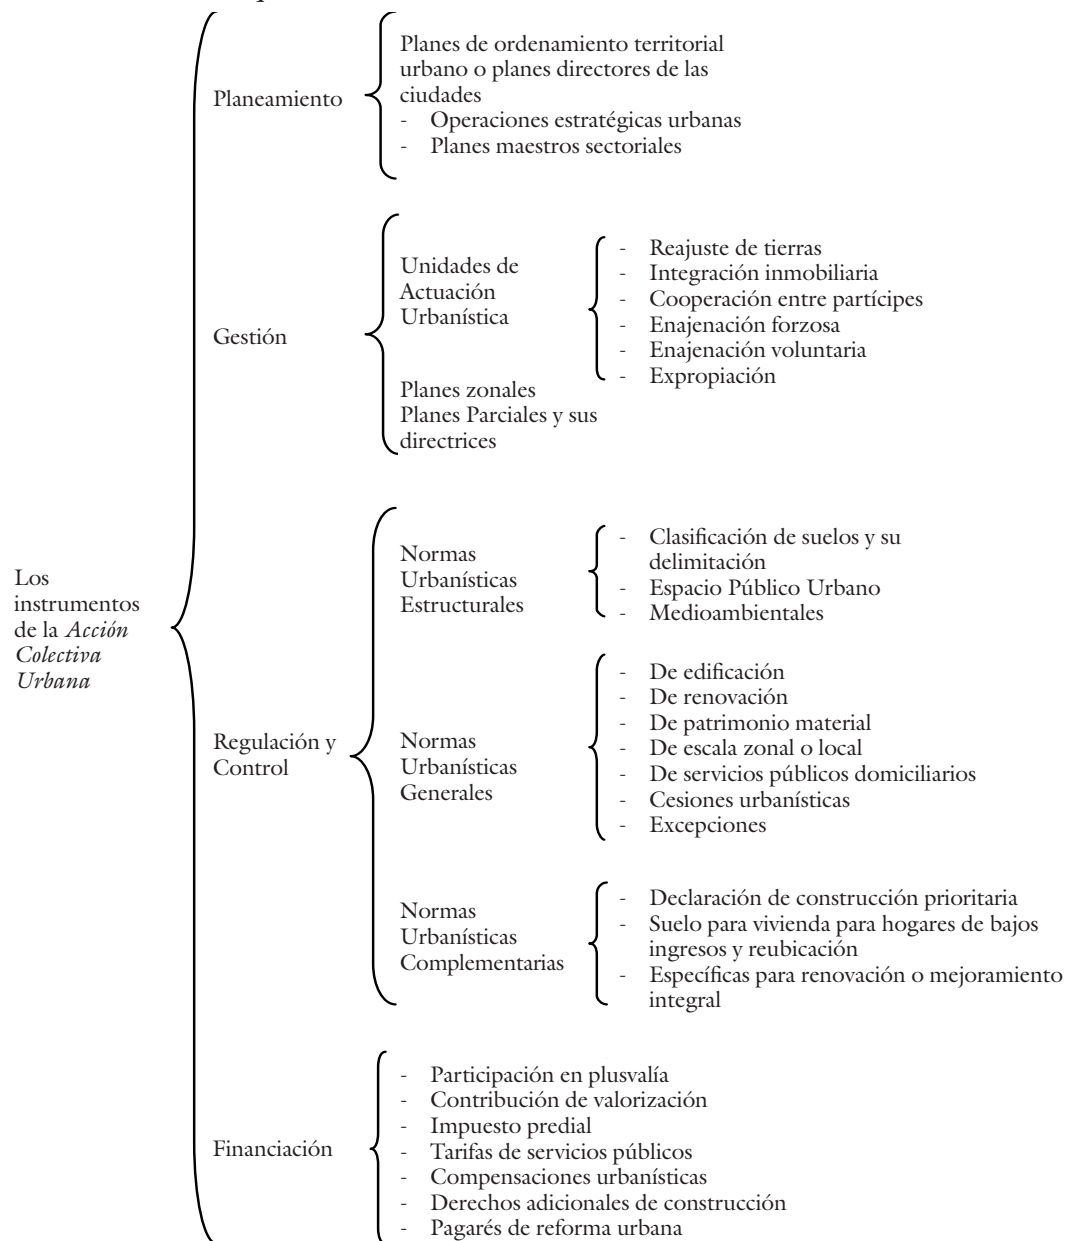 Los
instrumentos
de la Acción
Colectiva
Urbana
Planeamiento
Planes de ordenamiento territorial
urbano o planes directores de las
ciudades
- Operaciones estratégicas urbanas
- Planes maestros sectoriales
Gestión
Unidades de
Actuación
Urbanística
- Reajuste de tierras
- Integración inmobiliaria
- Cooperación entre partícipes
- Enajenación forzosa
- Enajenación voluntaria
- Expropiación
Planes zonales
Planes Parciales y sus
directrices
Regulación y
Control
Normas
Urbanísticas
Estructurales
- Clasificación de suelos y su
delimitación
- Espacio Público Urbano
- Medioambientales
Normas
Urbanísticas
Generales
- De edificación
- De renovación
- De patrimonio material
- De escala zonal o local
- De servicios públicos domiciliarios
- Cesiones urbanísticas
- Excepciones
Normas
Urbanísticas
Complementarias
- Declaración de construcción prioritaria
- Suelo para vivienda para hogares de bajos
ingresos y reubicación
- Específicas para renovación o mejoramiento
integral
Financiación
- Participación en plusvalía
- Contribución de valorización
- Impuesto predial
- Tarifas de servicios públicos
- Compensaciones urbanísticas
- Derechos adicionales de construcción
- Pagarés de reforma urbana